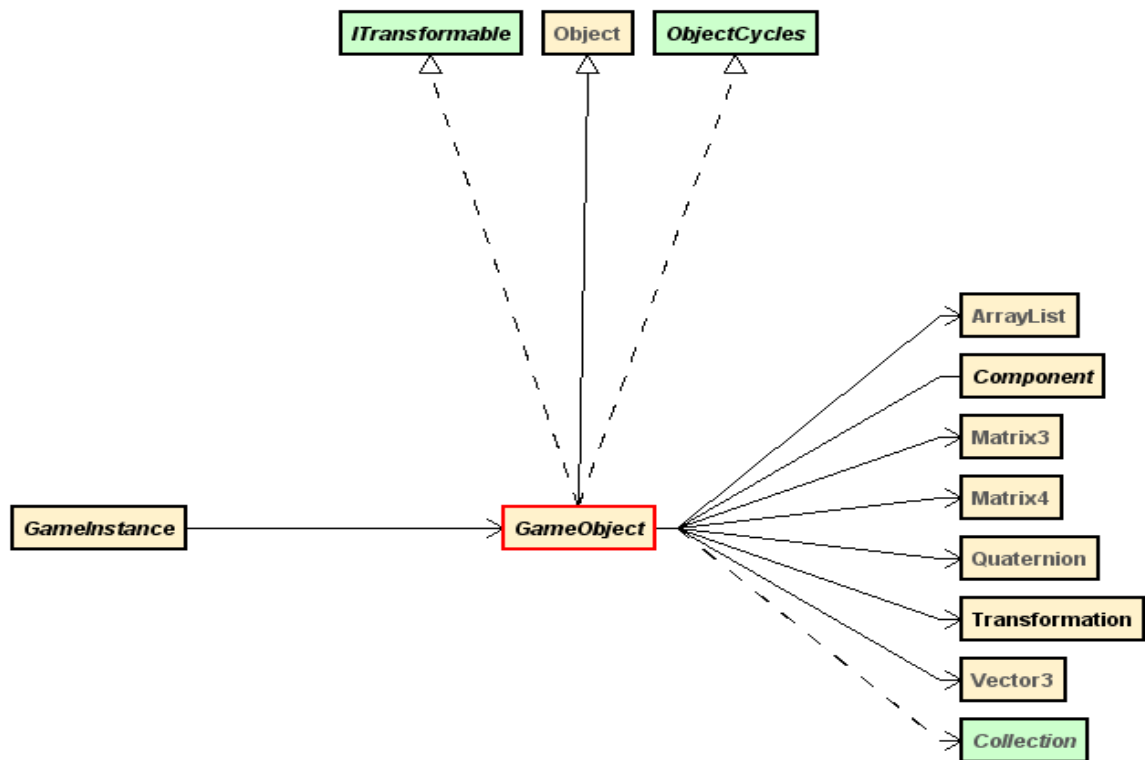 ITransformable
Object
ObjectCycles
ArrayList
Component
Matrix3
Matrix4
GameInstance
GameObject
Quaternion
Transformation
Vector3
Collection